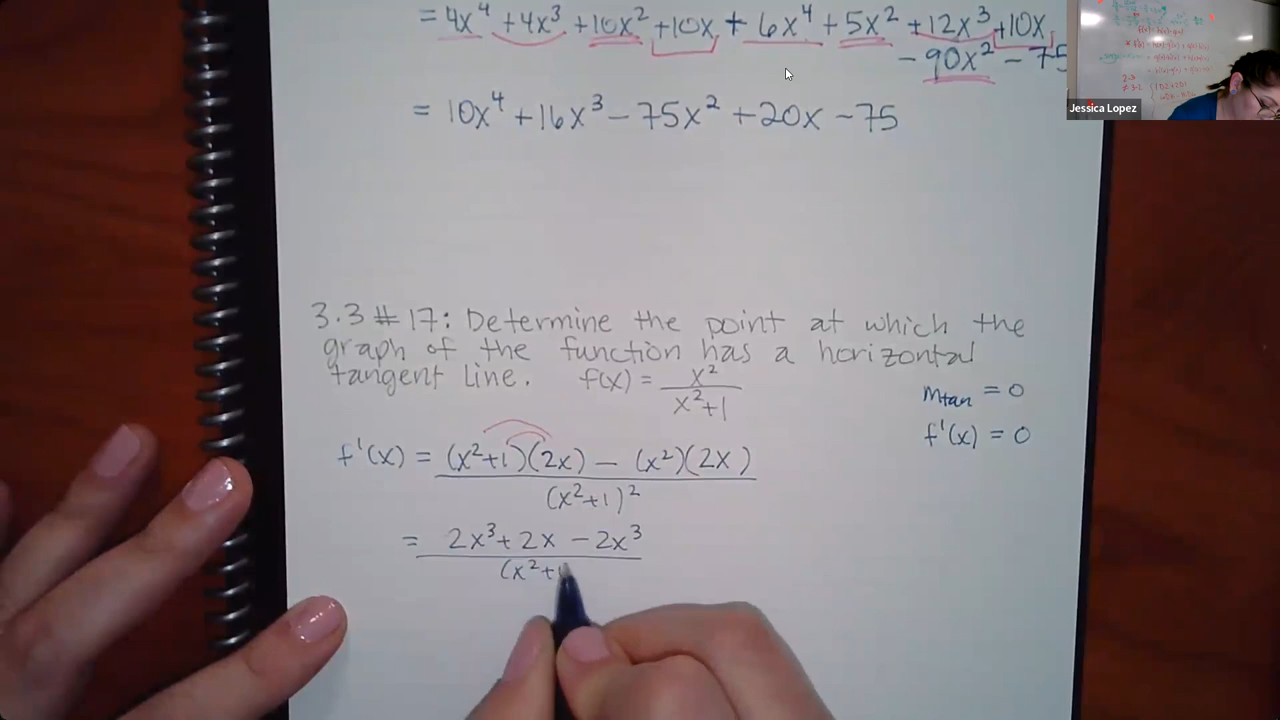 = 4x⁴ + 4x³ + 10x² + 10x + 6x⁴ + 5x² + 12x³ + 10x
- 90x² - 75
= 10x⁴ + 16x³ - 75x² + 20x - 75
Jessica Lopez
3.3 # 17: Determine the point at which the
graph of the function has a horizontal
tangent line. f(x) = x² / x²+1
m tan = 0
f'(x) = 0
f'(x) = (x²+1)(2x) - (x²)(2x) / (x²+1)²
= 2x³ + 2x - 2x³ / (x²+